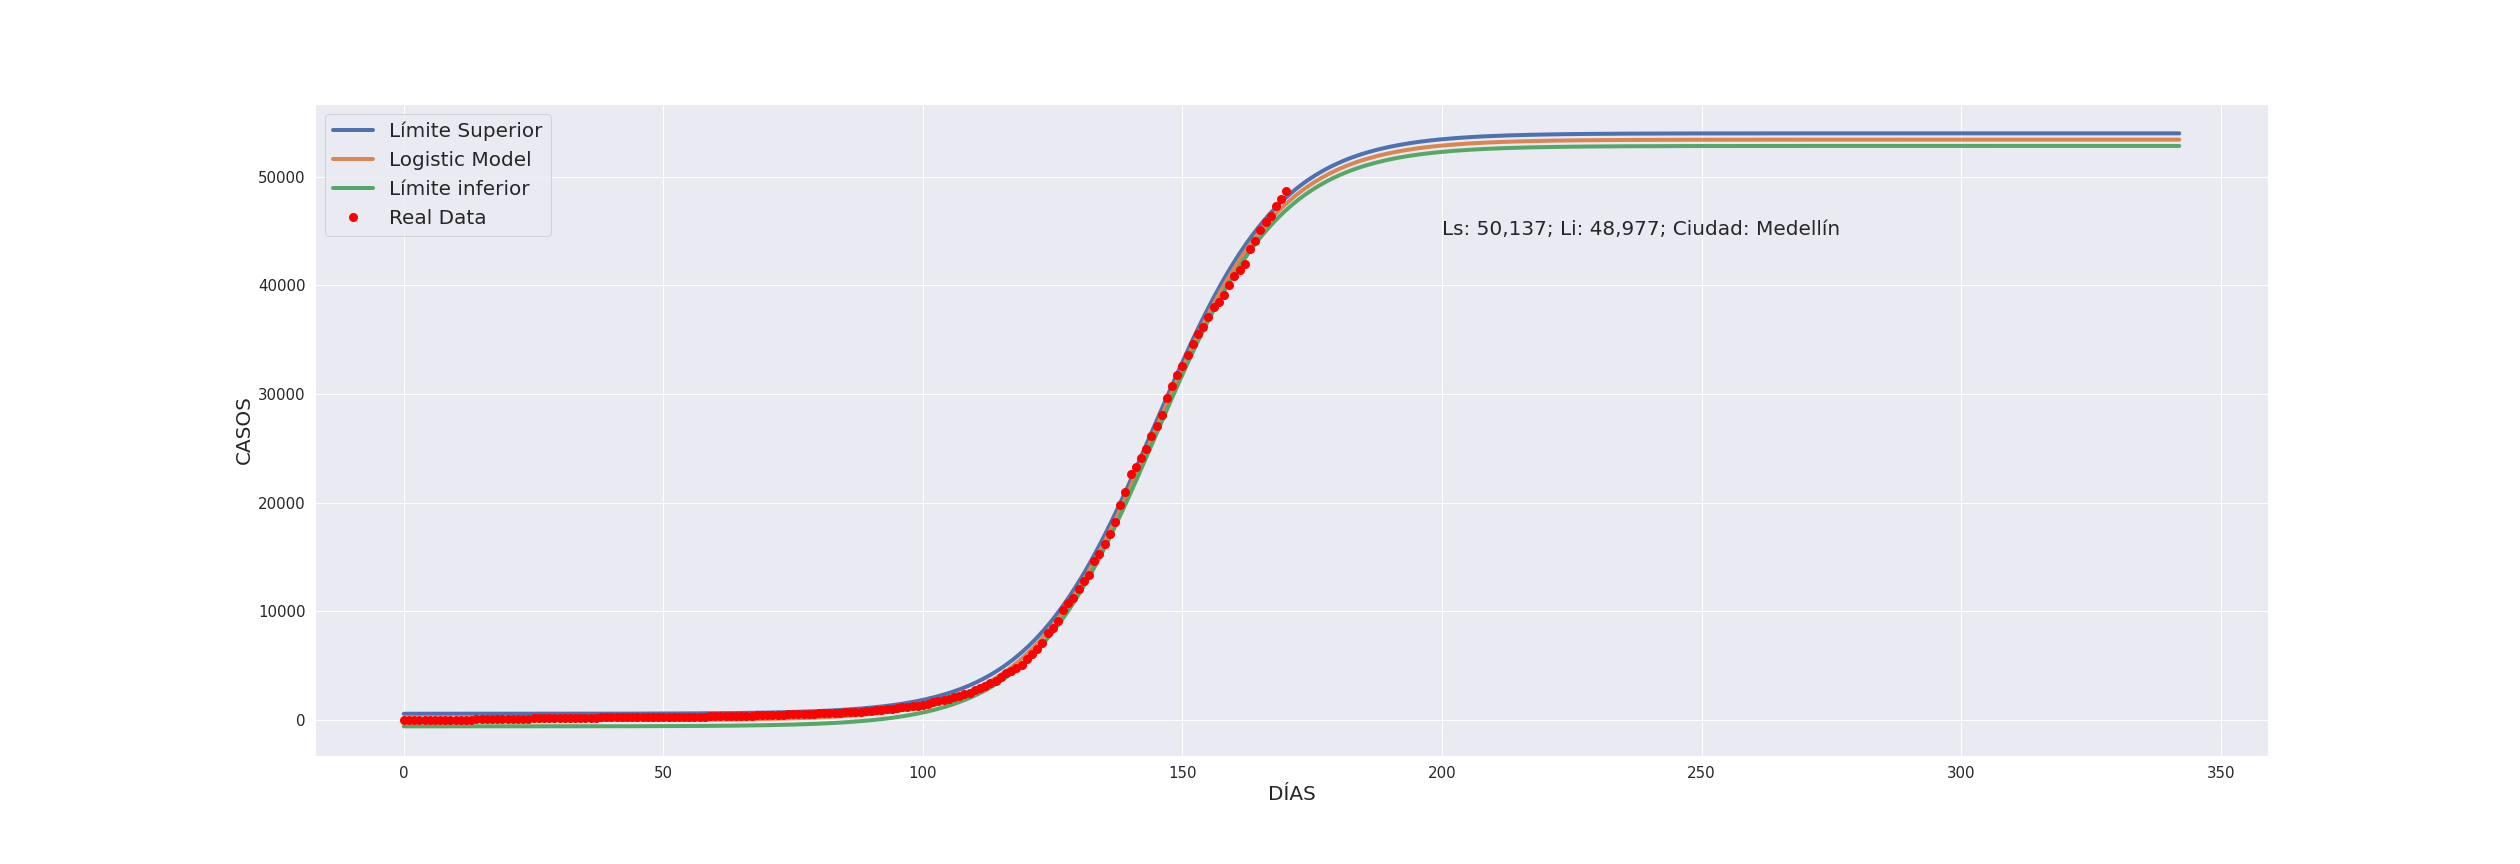 Límite Superior
Logistic Model
Límite inferior
Real Data
Ls: 50,137; Li: 48,977; Ciudad: Medellín
CASOS
50000
40000
30000
20000
10000
0
0 50 100 150 200 250 300 350
DÍAS